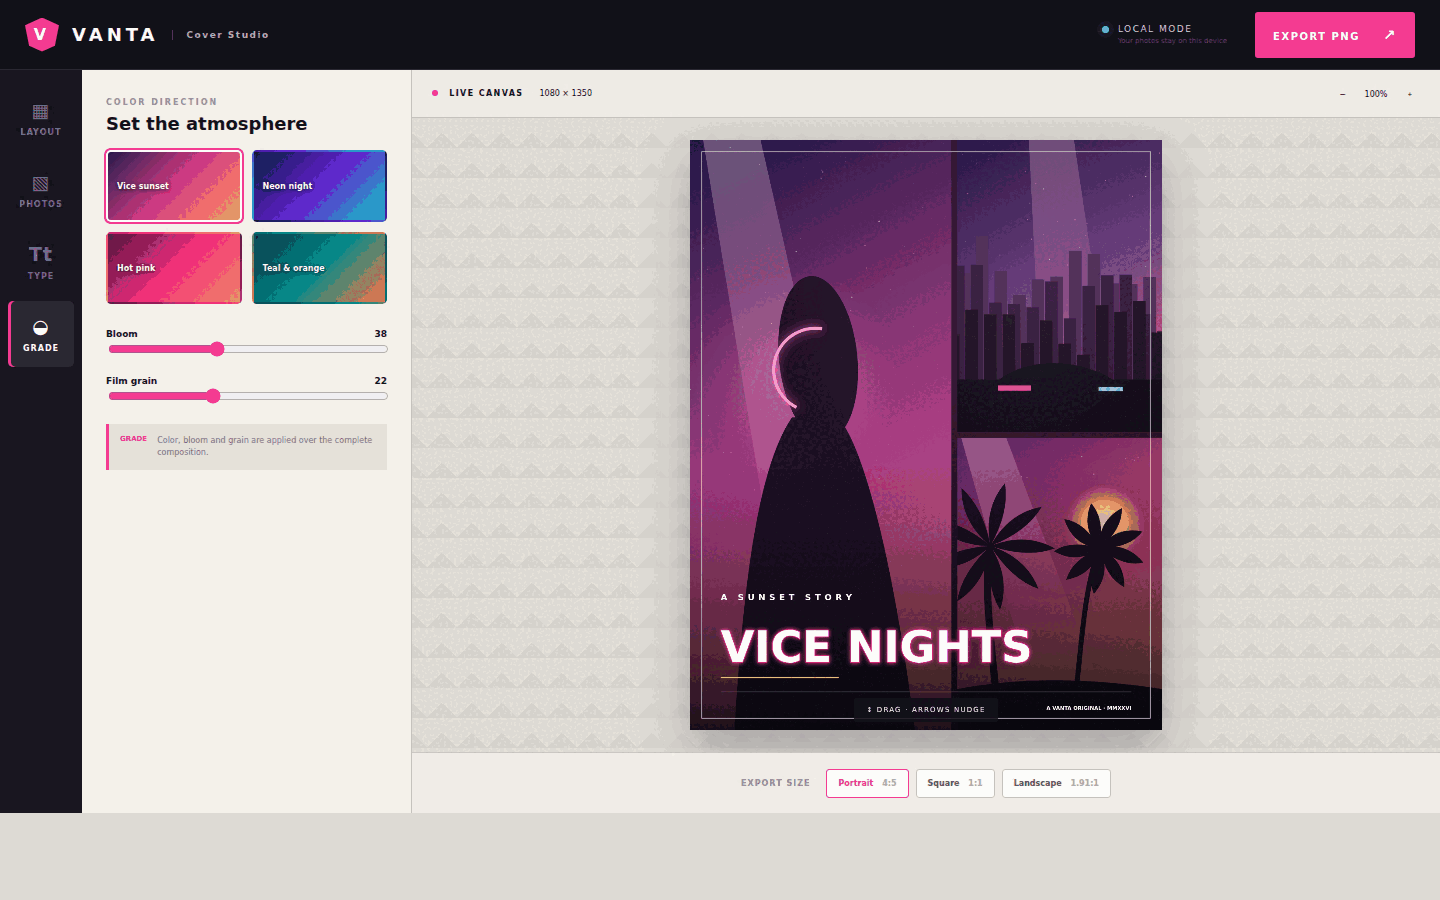 V VANTA Cover Studio
LOCAL MODE
Your photos stay on this device
EXPORT PNG ↗
LAYOUT
PHOTOS
Tt
TYPE
GRADE
COLOR DIRECTION
Set the atmosphere
Vice sunset
Neon night
Hot pink
Teal & orange
Bloom 38
Film grain 22
GRADE Color, bloom and grain are applied over the complete
composition.
LIVE CANVAS 1080 × 1350
− 100% +
A SUNSET STORY
VICE NIGHTS
↕ DRAG · ARROWS NUDGE
A VANTA ORIGINAL · MMXXVI
EXPORT SIZE Portrait 4:5 Square 1:1 Landscape 1.91:1